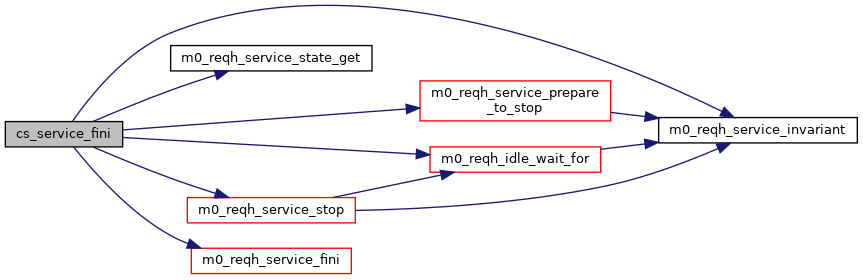 cs_service_fini
m0_reqh_service_state_get
m0_reqh_service_prepare
_to_stop
m0_reqh_service_invariant
m0_reqh_idle_wait_for
m0_reqh_service_stop
m0_reqh_service_fini